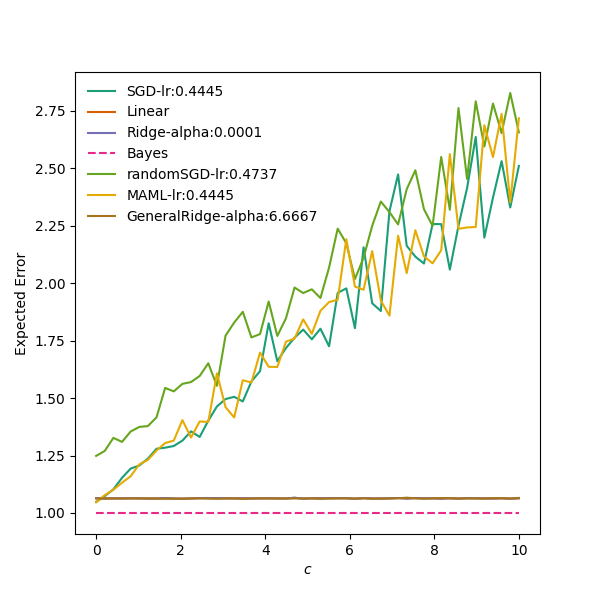 SGD-lr:0.4445
Linear
Ridge-alpha:0.0001
Bayes
randomSGD-lr:0.4737
MAML-lr:0.4445
GeneralRidge-alpha:6.6667
Expected Error
2.75
2.50
2.25
2.00
1.75
1.50
1.25
1.00
0 2 4 6 8 10
c